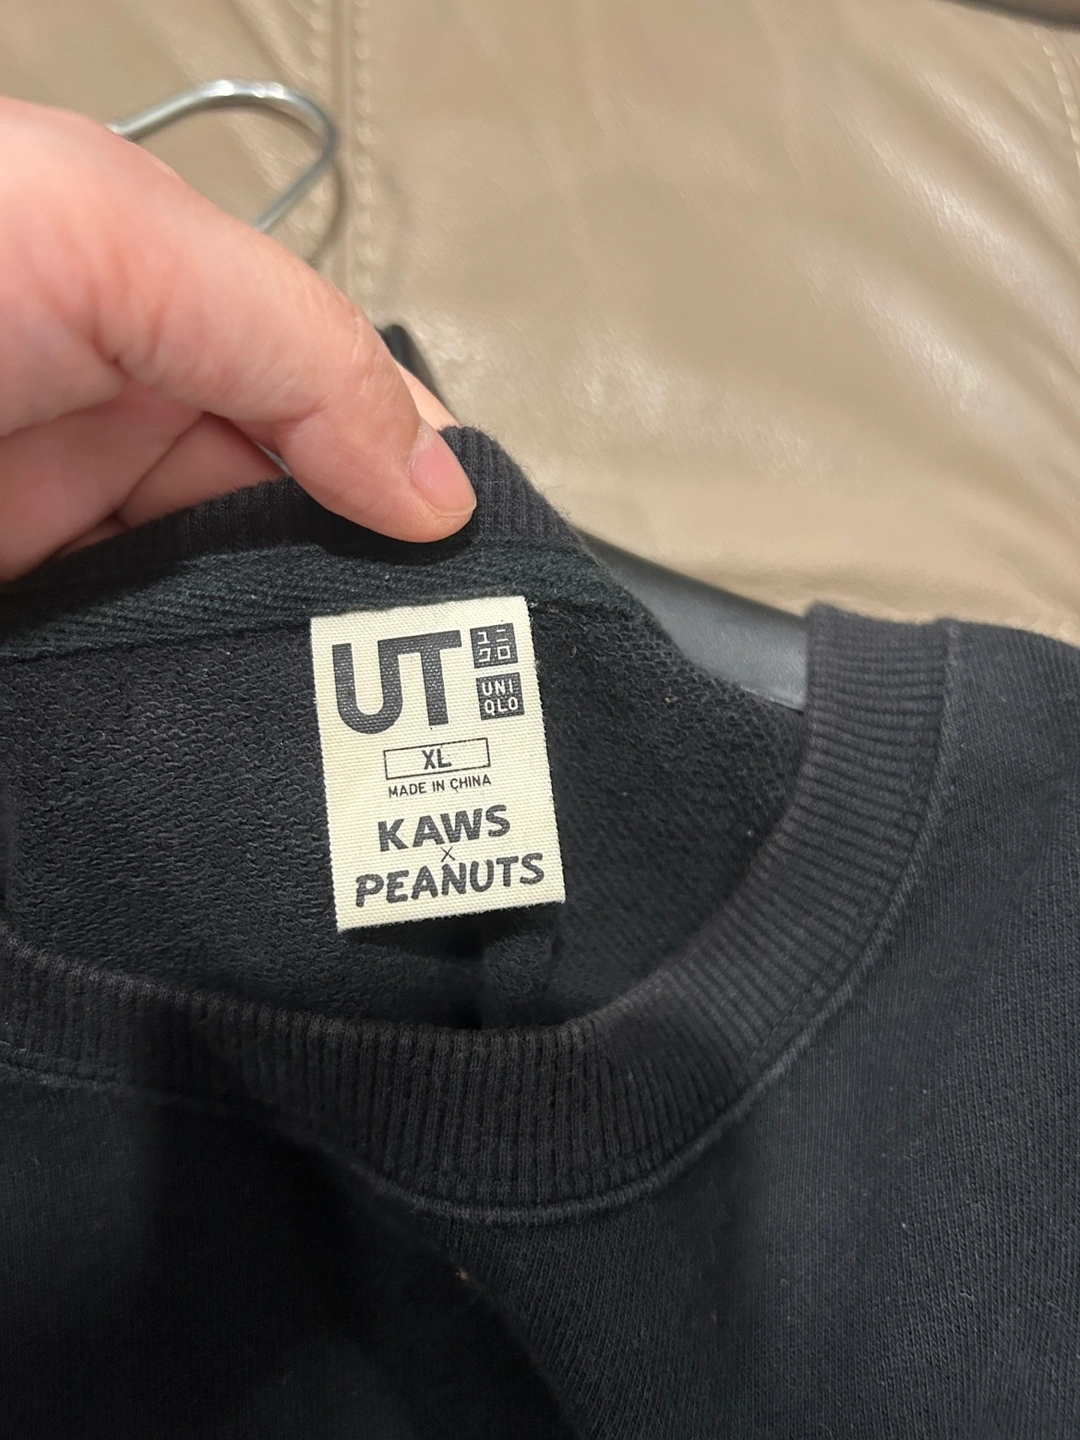 UT
ユニ
クロ
UNI
QLO
XL
MADE IN CHINA
KAWS
×
PEANUTS